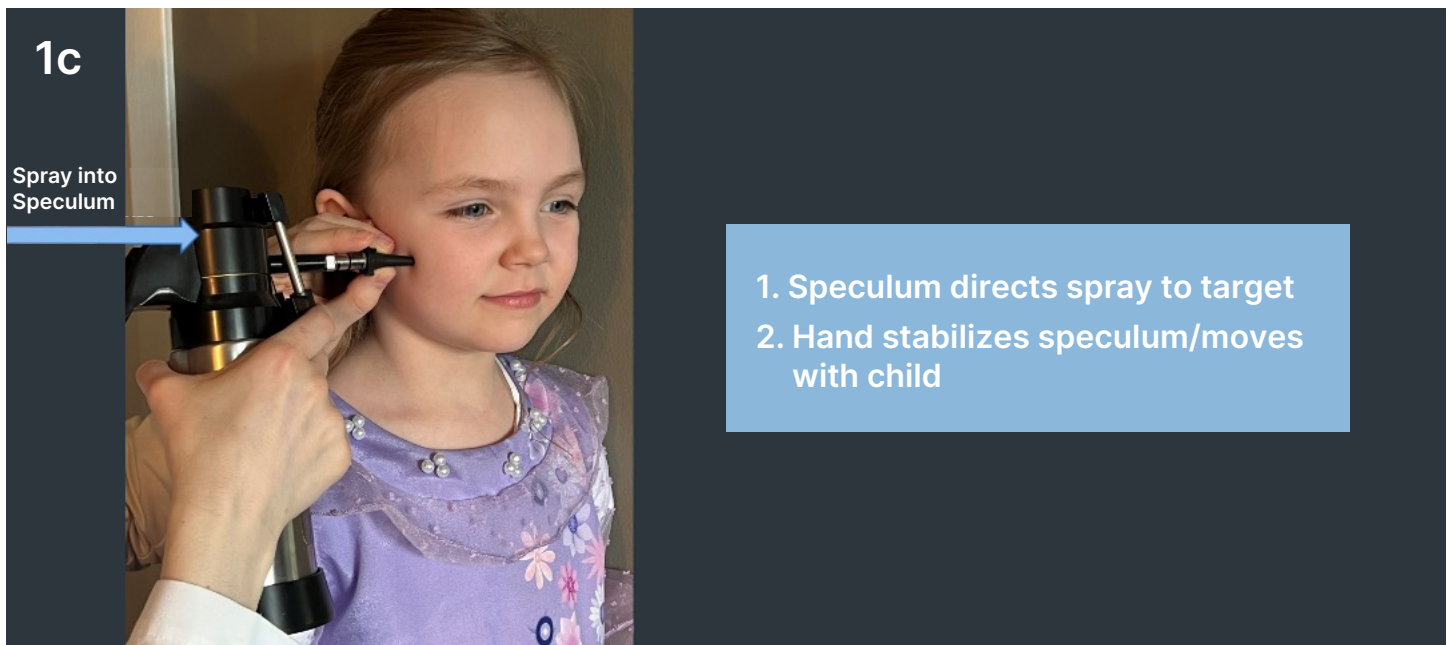 1c
Spray into
Speculum
1. Speculum directs spray to target
2. Hand stabilizes speculum/moves
with child